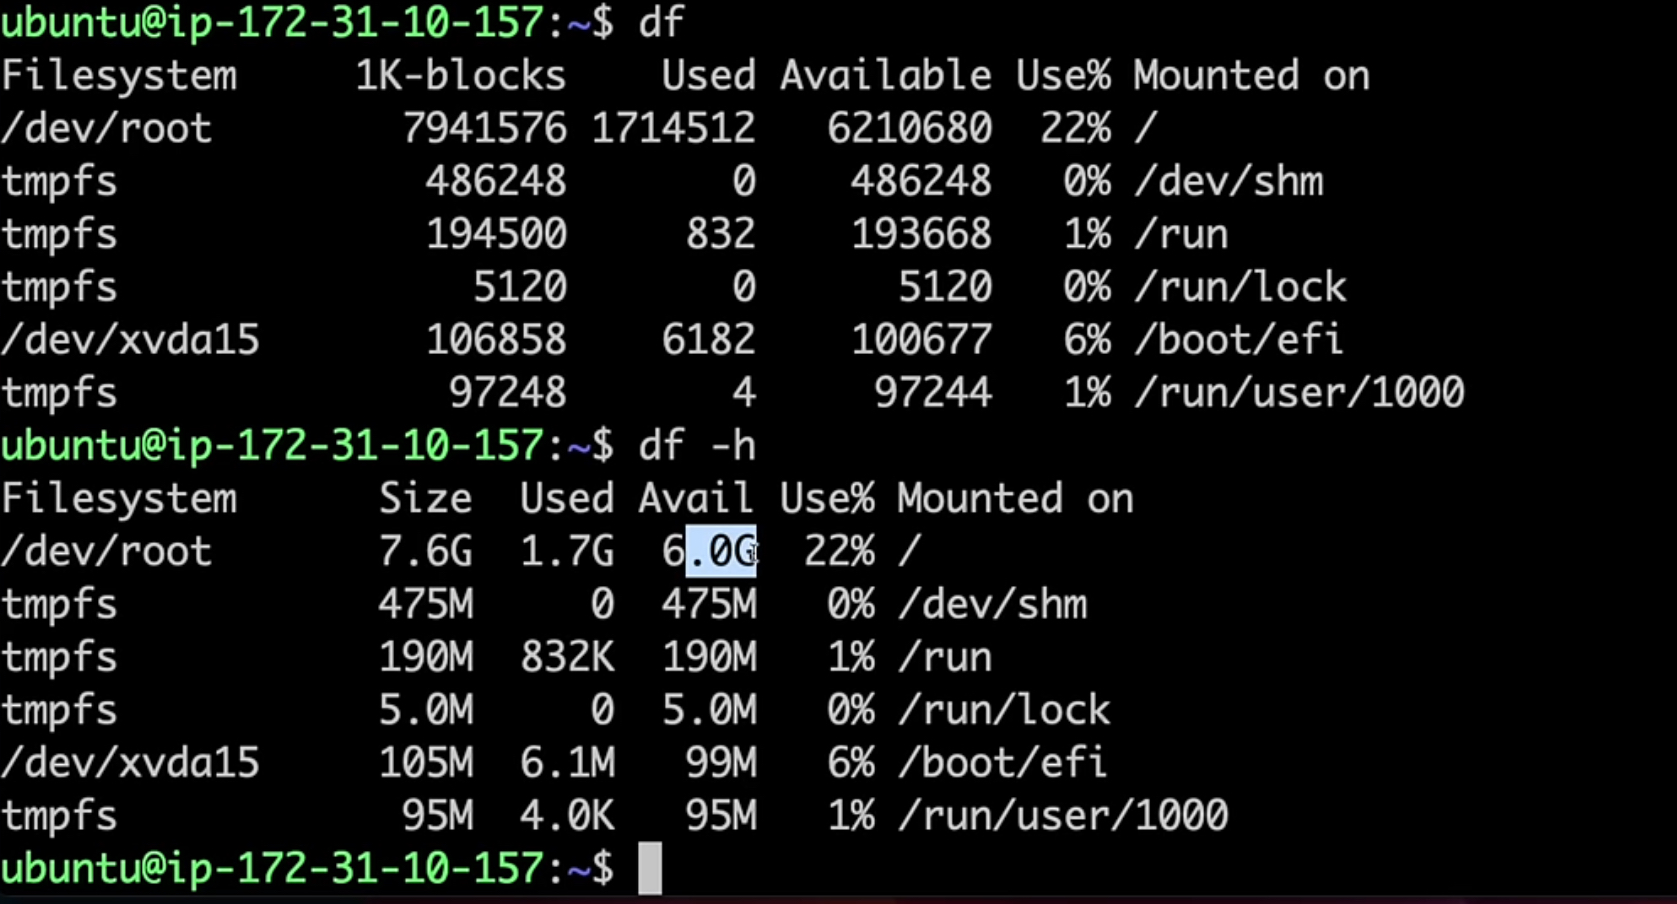 ubuntu@ip-172-31-10-157:~$ df
Filesystem     1K-blocks    Used Available Use% Mounted on
/dev/root        7941576 1714512   6210680  22% /
tmpfs             486248       0    486248   0% /dev/shm
tmpfs             194500     832    193668   1% /run
tmpfs               5120       0      5120   0% /run/lock
/dev/xvda15       106858    6182    100677   6% /boot/efi
tmpfs              97248       4     97244   1% /run/user/1000
ubuntu@ip-172-31-10-157:~$ df -h
Filesystem      Size  Used Avail Use% Mounted on
/dev/root       7.6G  1.7G  6.0G  22% /
tmpfs           475M     0  475M   0% /dev/shm
tmpfs           190M  832K  190M   1% /run
tmpfs           5.0M     0  5.0M   0% /run/lock
/dev/xvda15     105M  6.1M   99M   6% /boot/efi
tmpfs            95M  4.0K   95M   1% /run/user/1000
ubuntu@ip-172-31-10-157:~$